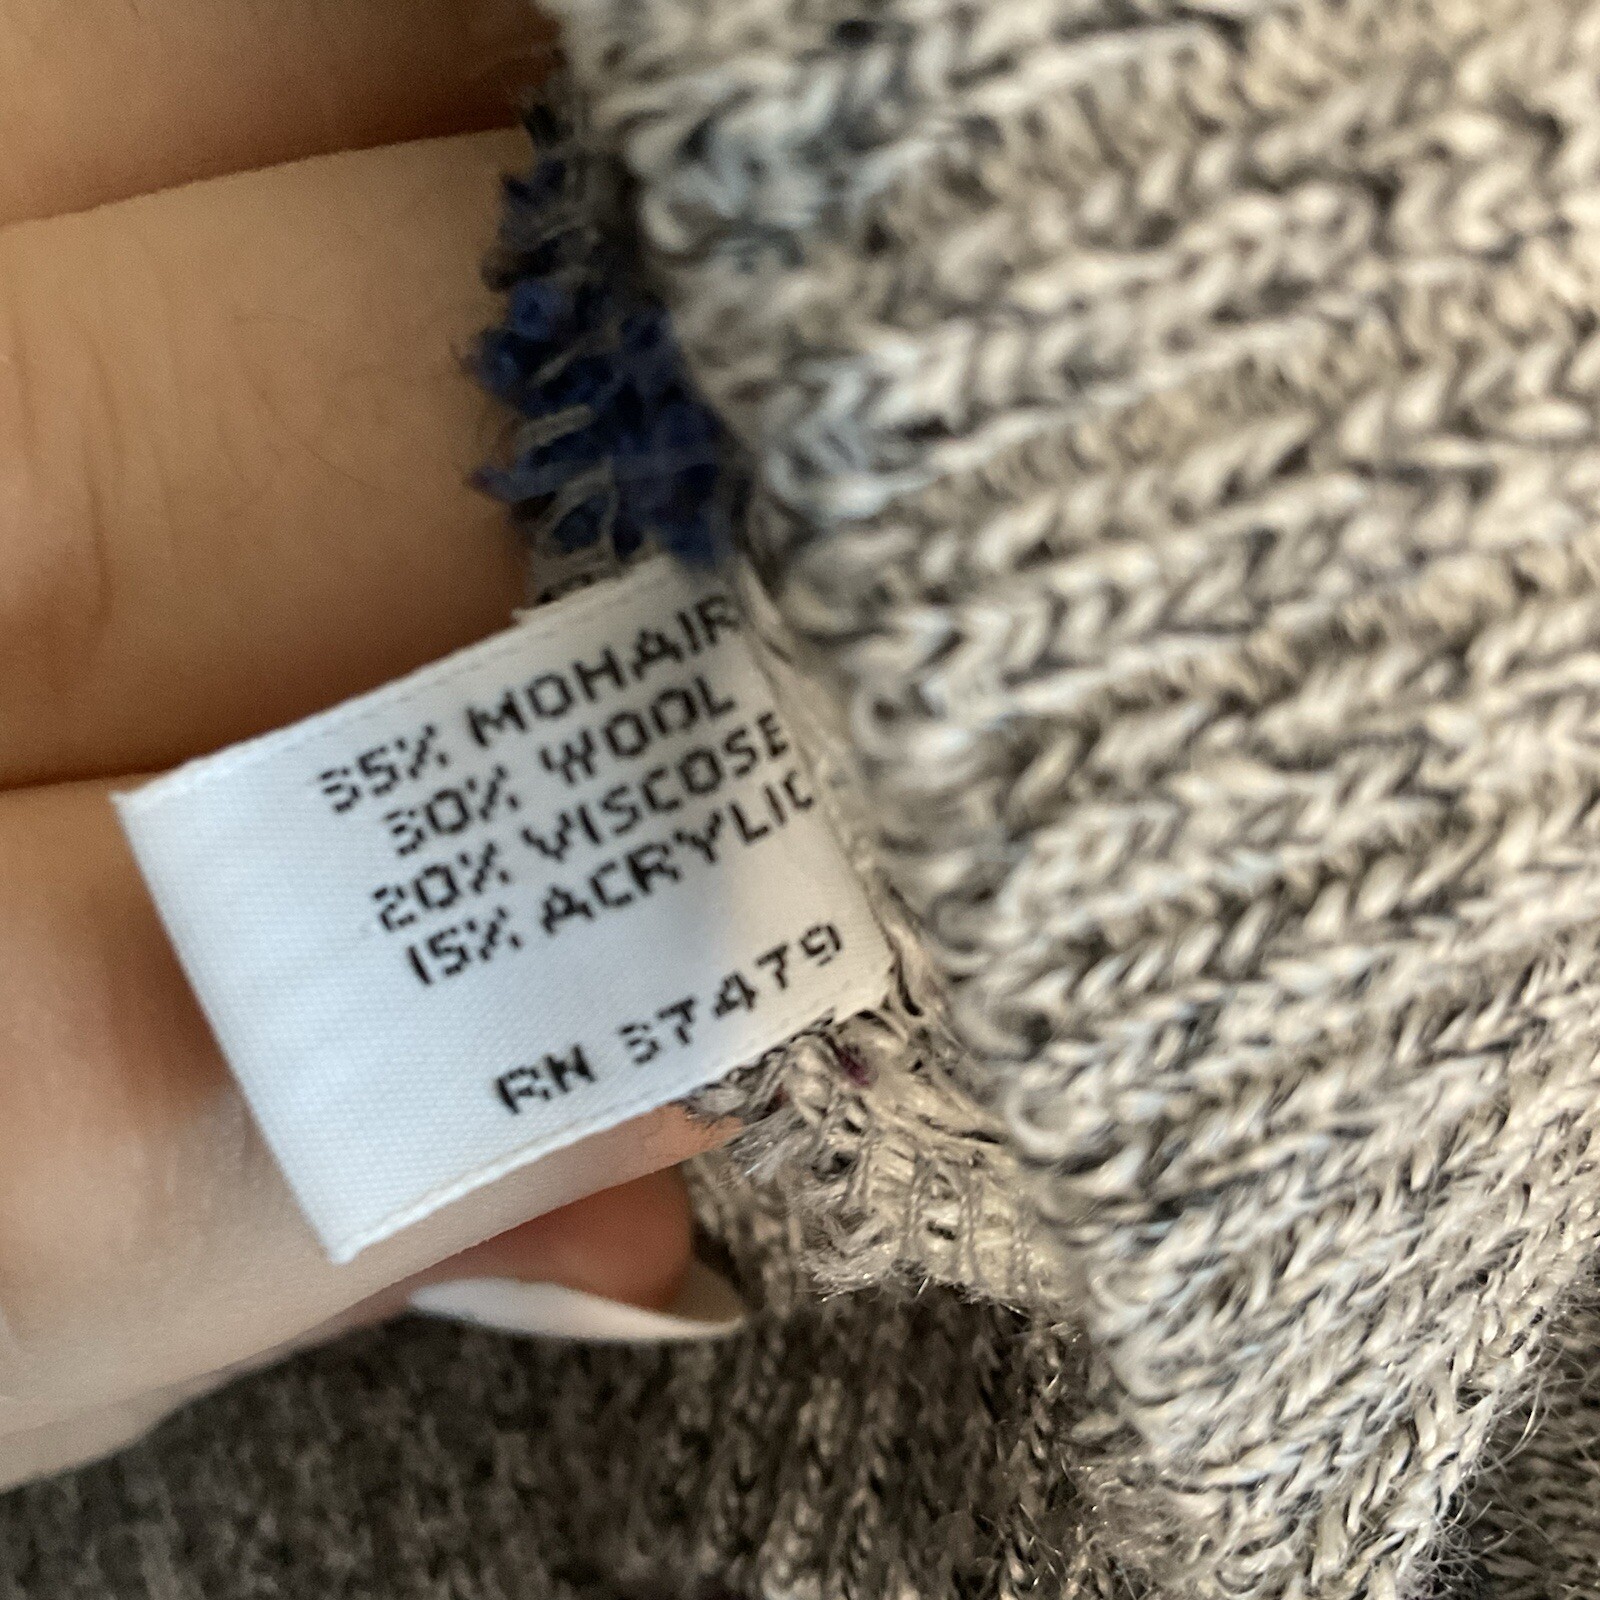 35% MOHAIR
30% WOOL
20% VISCOSE
15% ACRYLIC
RN 37479